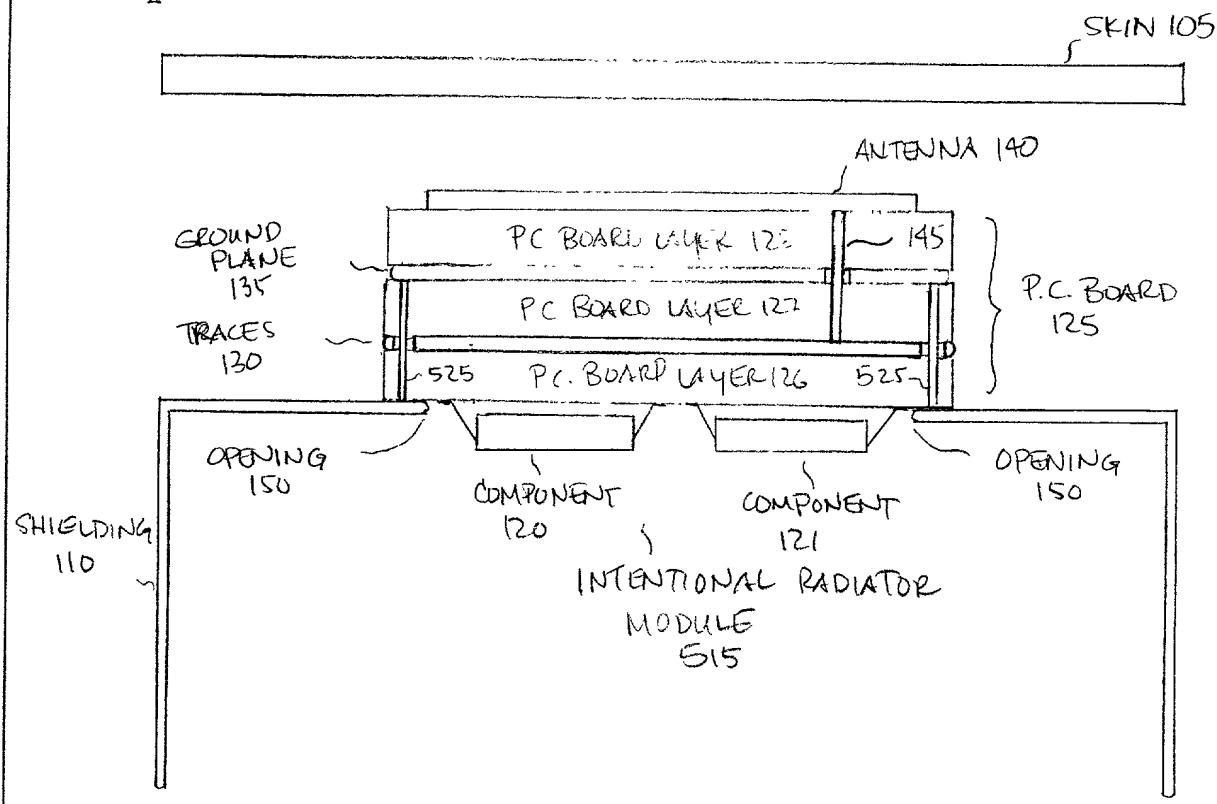 SKIN 105
ANTENNA 140
PC BOARD LAYER
145
GROUND
PLANE
135
PC BOARD LAYER 127
P.C. BOARD
125
TRACES
130
525
P.C. BOARD LAYER 126
525
OPENING
150
OPENING
150
COMPONENT
120
COMPONENT
121
SHIELDING
110
INTENTIONAL RADIATOR
MODULE
515